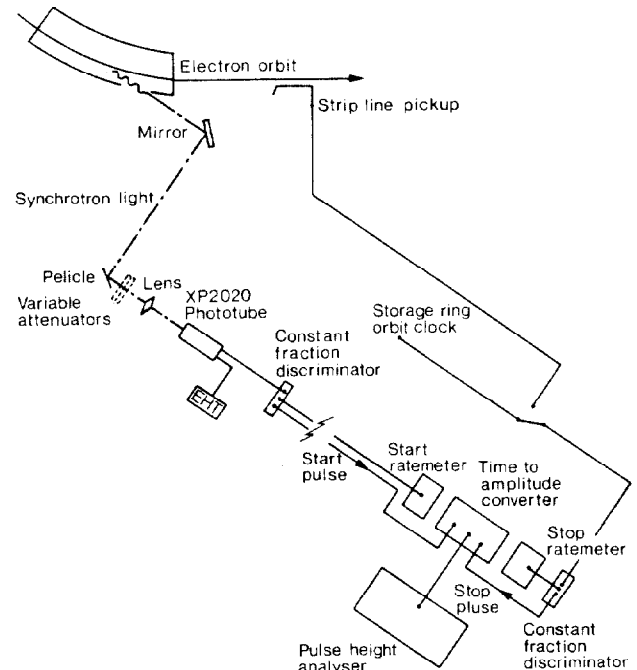 Electron orbit
Strip line pickup
Mirror
Synchrotron light
Pelicle
Lens
Variable
attenuators
XP2020
Phototube
Storage ring
orbit clock
Constant
fraction
discriminator
EHT
Start
pulse
Start
ratemeter
Time to
amplitude
converter
Stop
ratemeter
Stop
pluse
Pulse height
analyser
Constant
fraction
discriminator